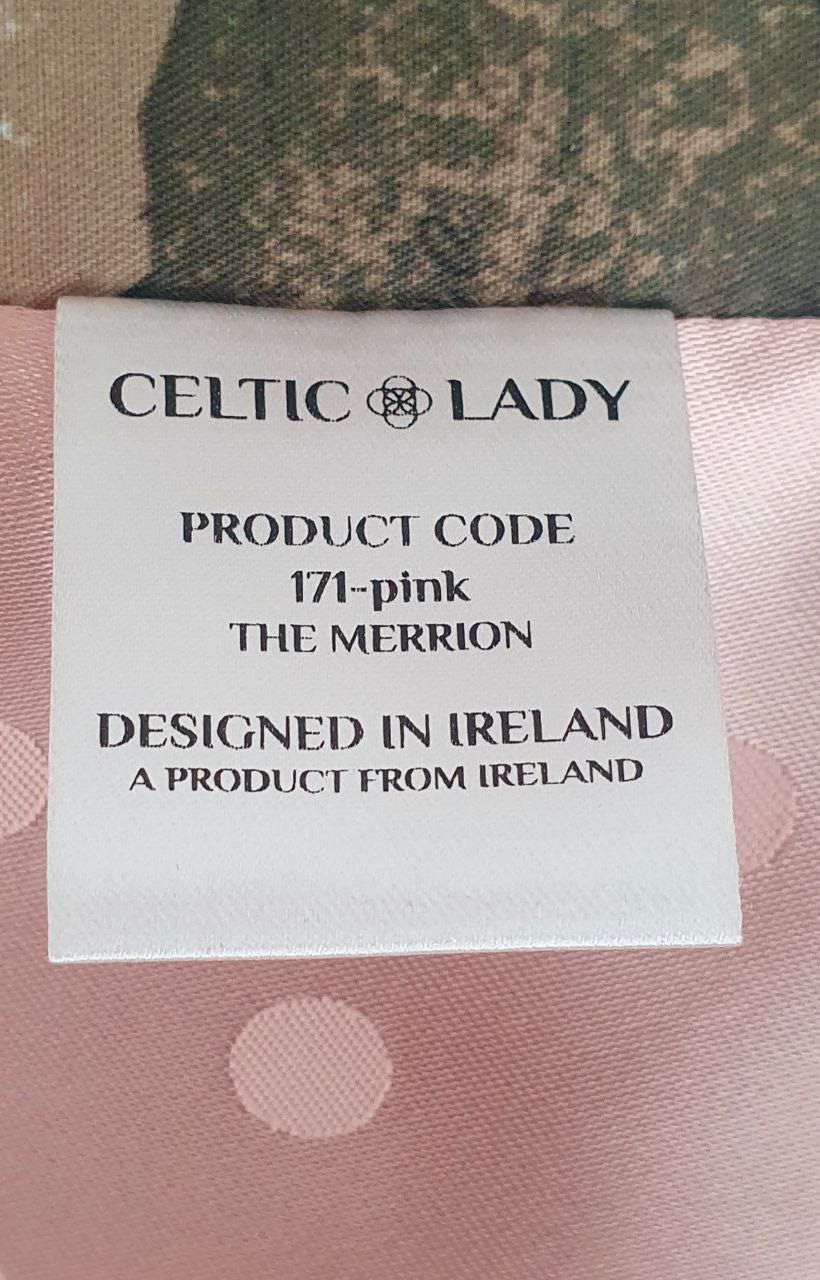 CELTIC LADY
PRODUCT CODE
171-pink
THE MERRION
DESIGNED IN IRELAND
A PRODUCT FROM IRELAND